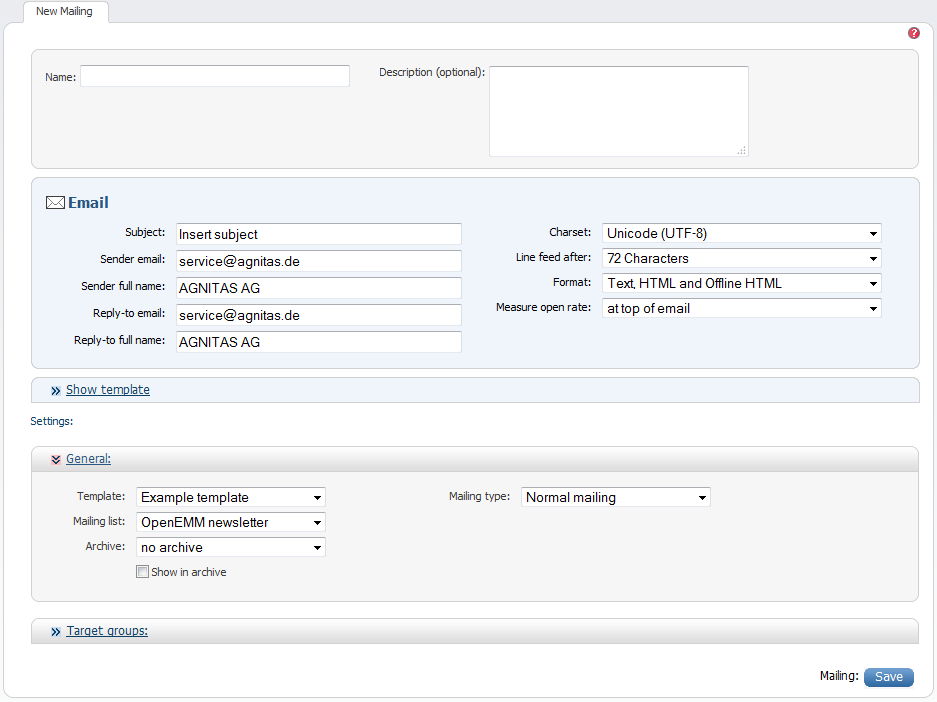 New Mailing
?
Name:
Description (optional):
Email
Subject: Insert subject
Charset: Unicode (UTF-8)
Sender email: service@agnitas.de
Line feed after: 72 Characters
Sender full name: AGNITAS AG
Format: Text, HTML and Offline HTML
Reply-to email: service@agnitas.de
Measure open rate: at top of email
Reply-to full name: AGNITAS AG
Show template
Settings:
General:
Template: Example template
Mailing type: Normal mailing
Mailing list: OpenEMM newsletter
Archive: no archive
Show in archive
Target groups:
Mailing: Save